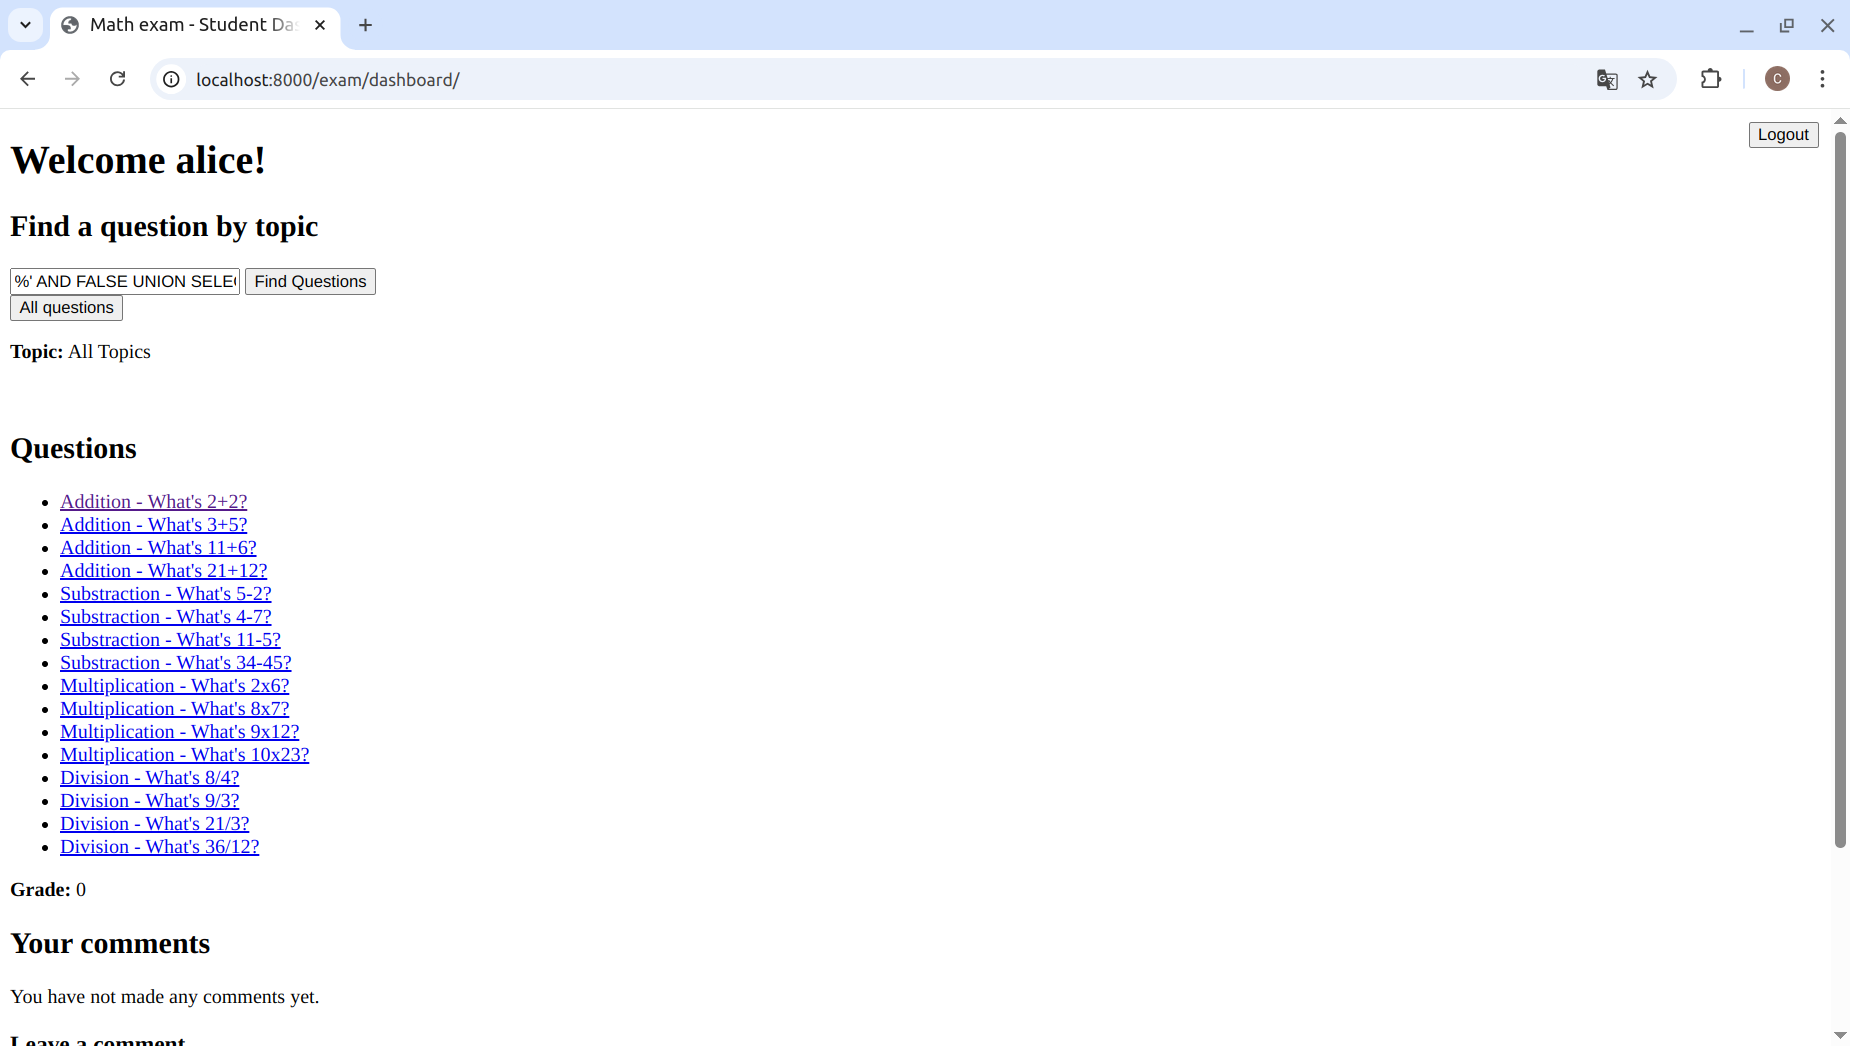 Math exam - Student Da
localhost:8000/exam/dashboard/
C
Logout
Welcome alice!
Find a question by topic
%' AND FALSE UNION SELE
Find Questions
All questions
Topic: All Topics
Questions
Addition - What's 2+2?
Addition - What's 3+5?
Addition - What's 11+6?
Addition - What's 21+12?
Substraction - What's 5-2?
Substraction - What's 4-7?
Substraction - What's 11-5?
Substraction - What's 34-45?
Multiplication - What's 2x6?
Multiplication - What's 8x7?
Multiplication - What's 9x12?
Multiplication - What's 10x23?
Division - What's 8/4?
Division - What's 9/3?
Division - What's 21/3?
Division - What's 36/12?
Grade: 0
Your comments
You have not made any comments yet.
Leave a comment